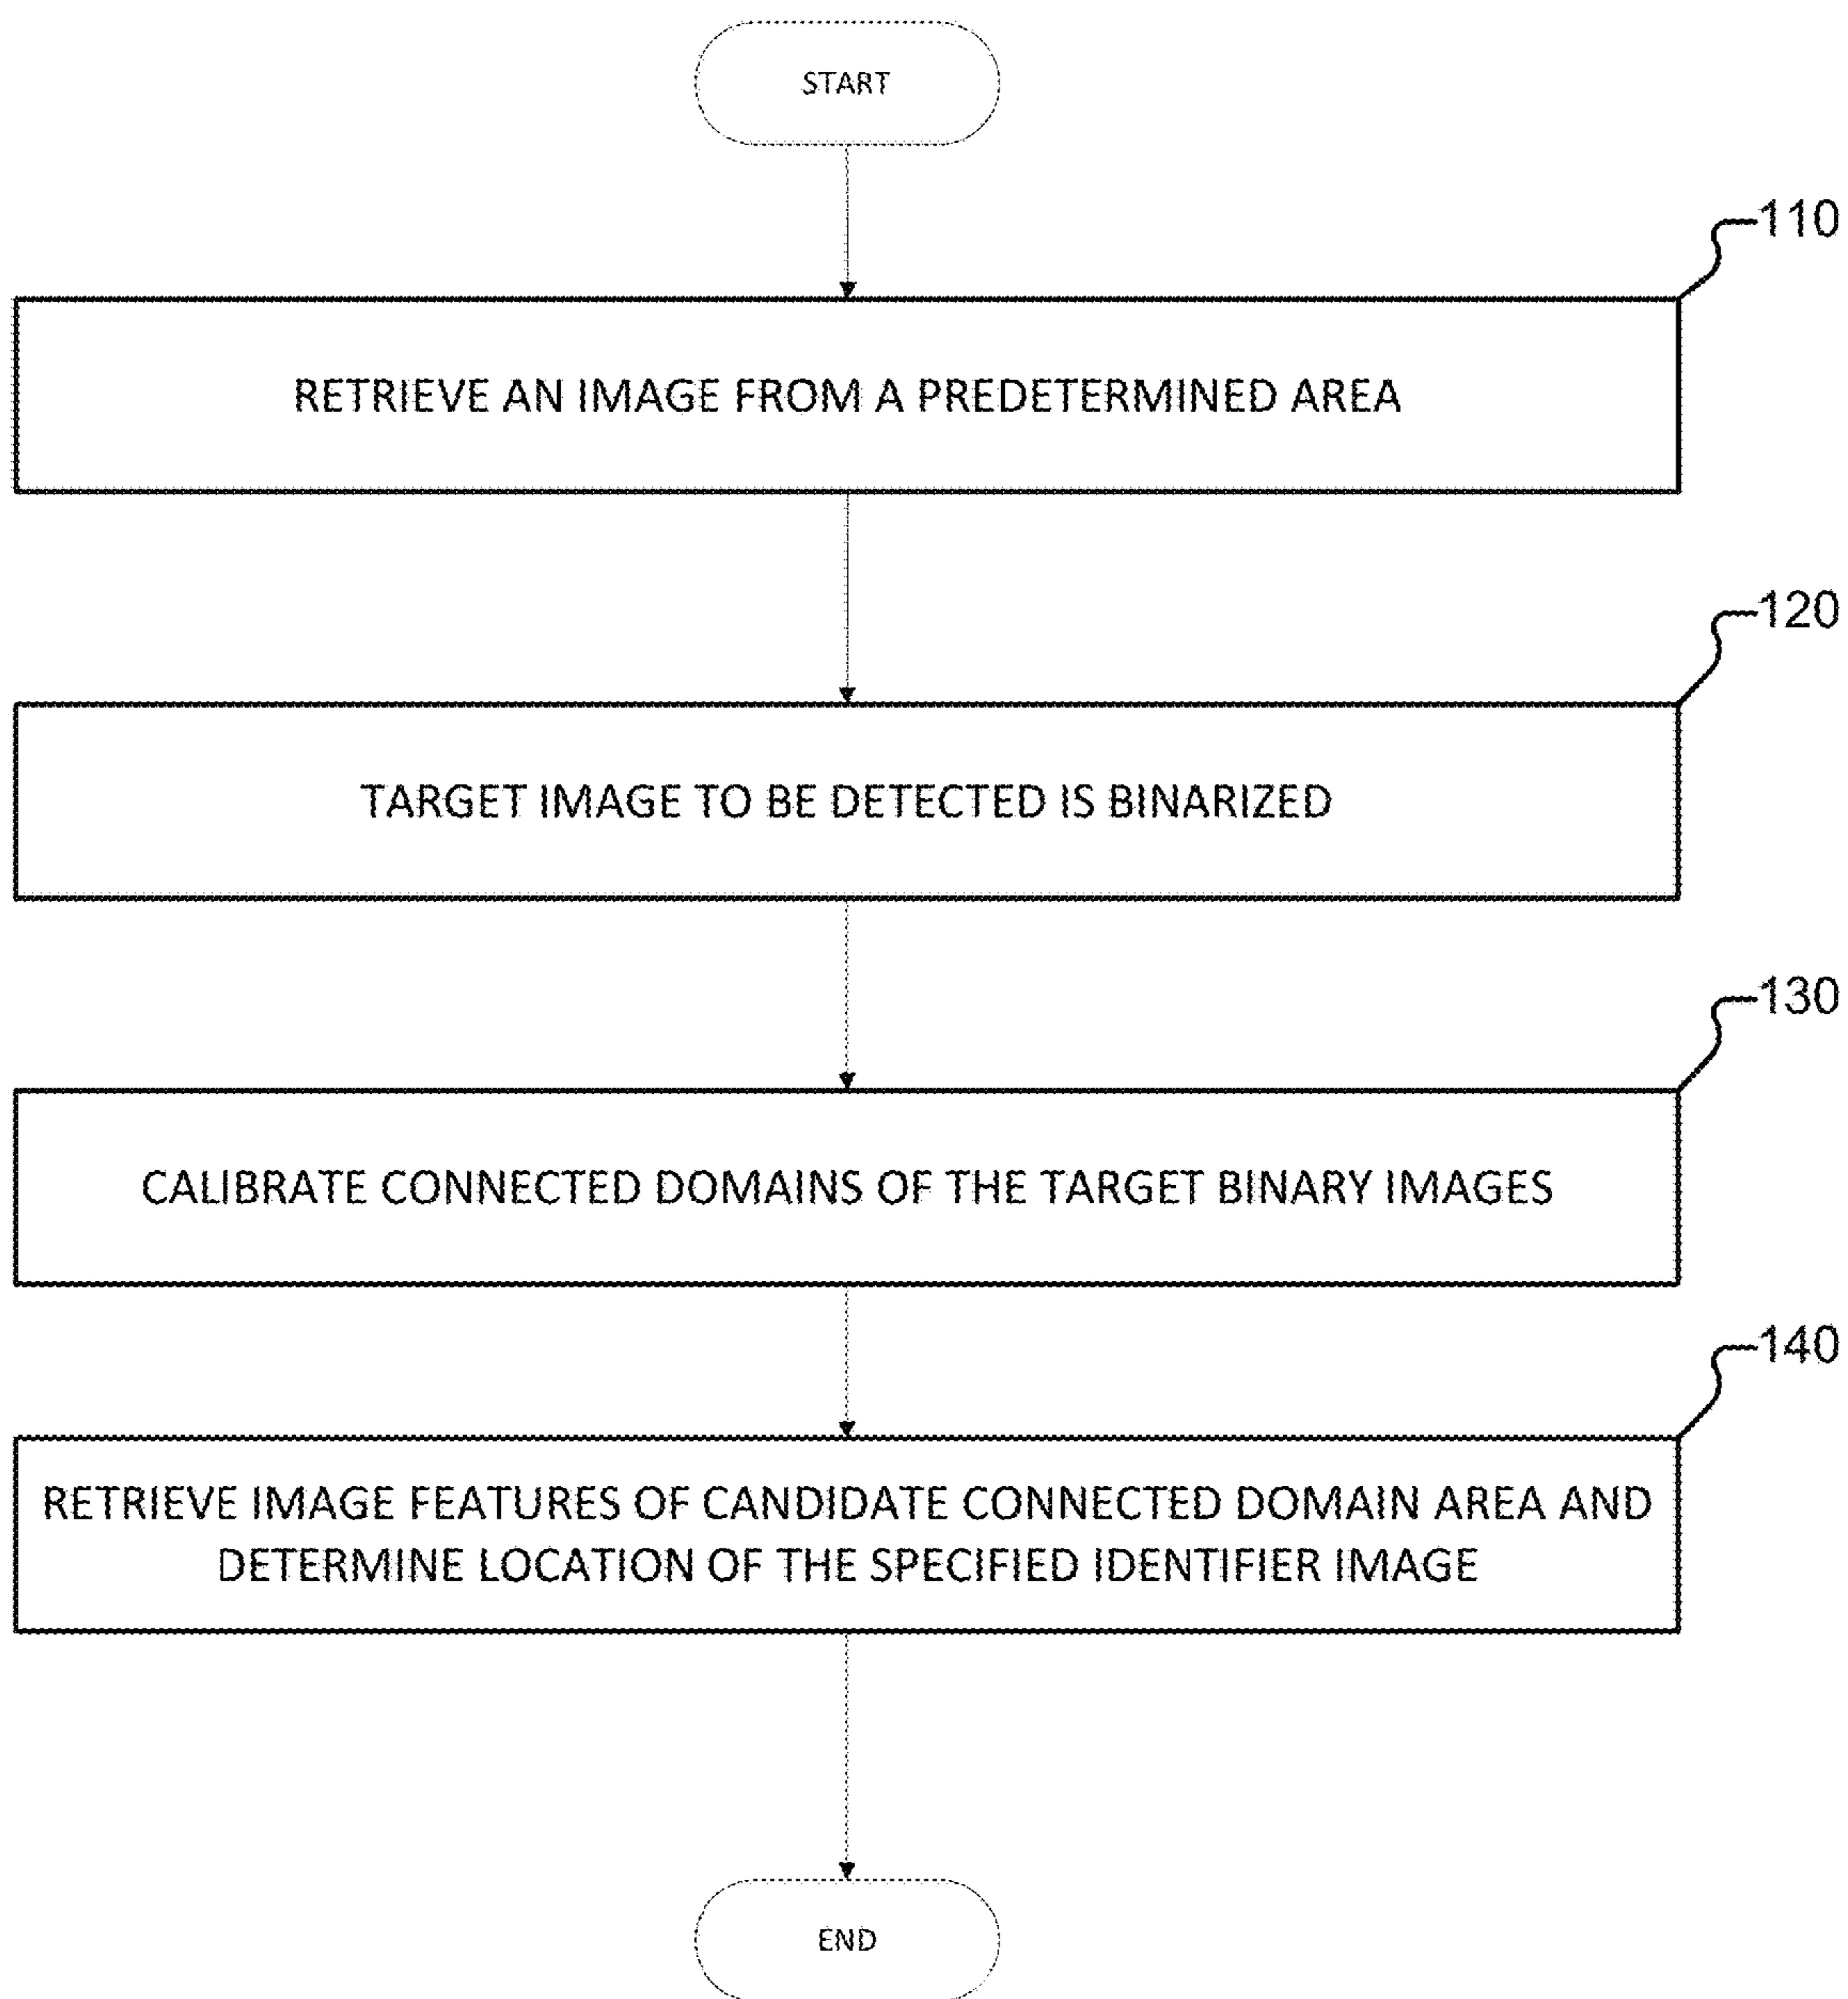 START
110
RETRIEVE AN IMAGE FROM A PREDETERMINED AREA
120
TARGET IMAGE TO BE DETECTED IS BINARIZED
130
CALIBRATE CONNECTED DOMAINS OF THE TARGET BINARY IMAGES
140
RETRIEVE IMAGE FEATURES OF CANDIDATE CONNECTED DOMAIN AREA AND
DETERMINE LOCATION OF THE SPECIFIED IDENTIFIER IMAGE
END